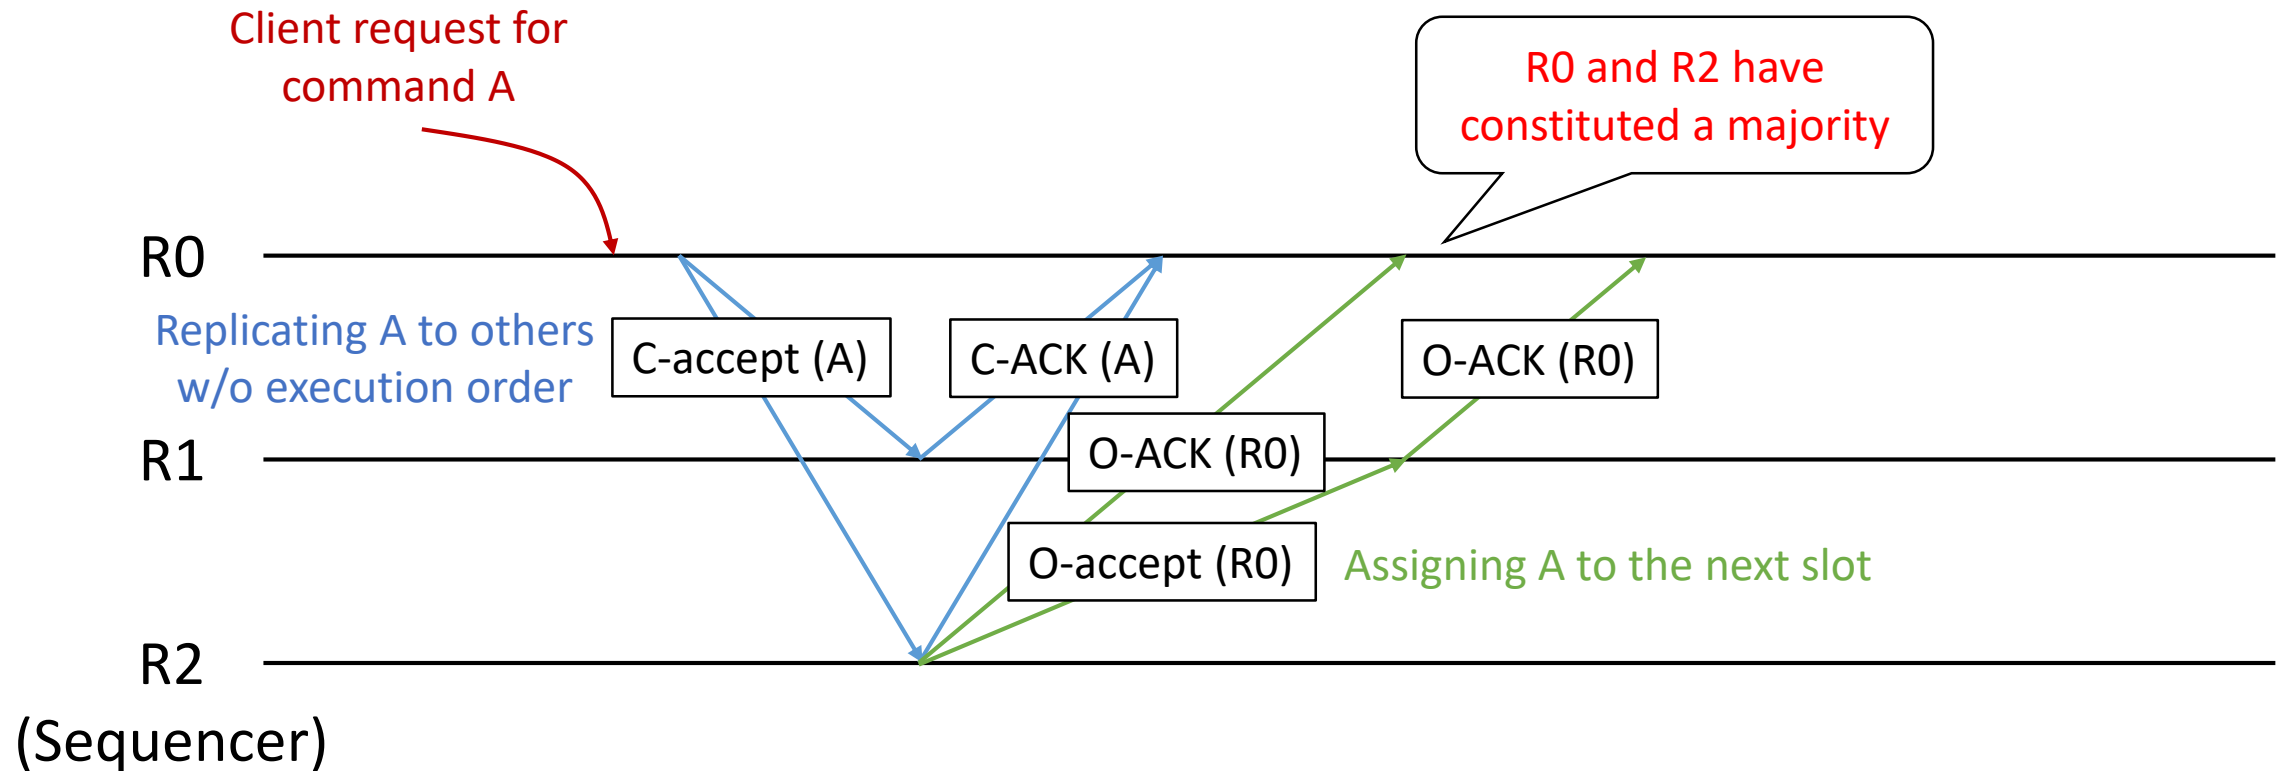 Client request for
command A
R0 and R2 have
constituted a majority
R0
Replicating A to others
w/o execution order
C-accept (A)
C-ACK (A)
O-ACK (R0)
R1
O-ACK (R0)
O-accept (R0)
Assigning A to the next slot
R2
(Sequencer)